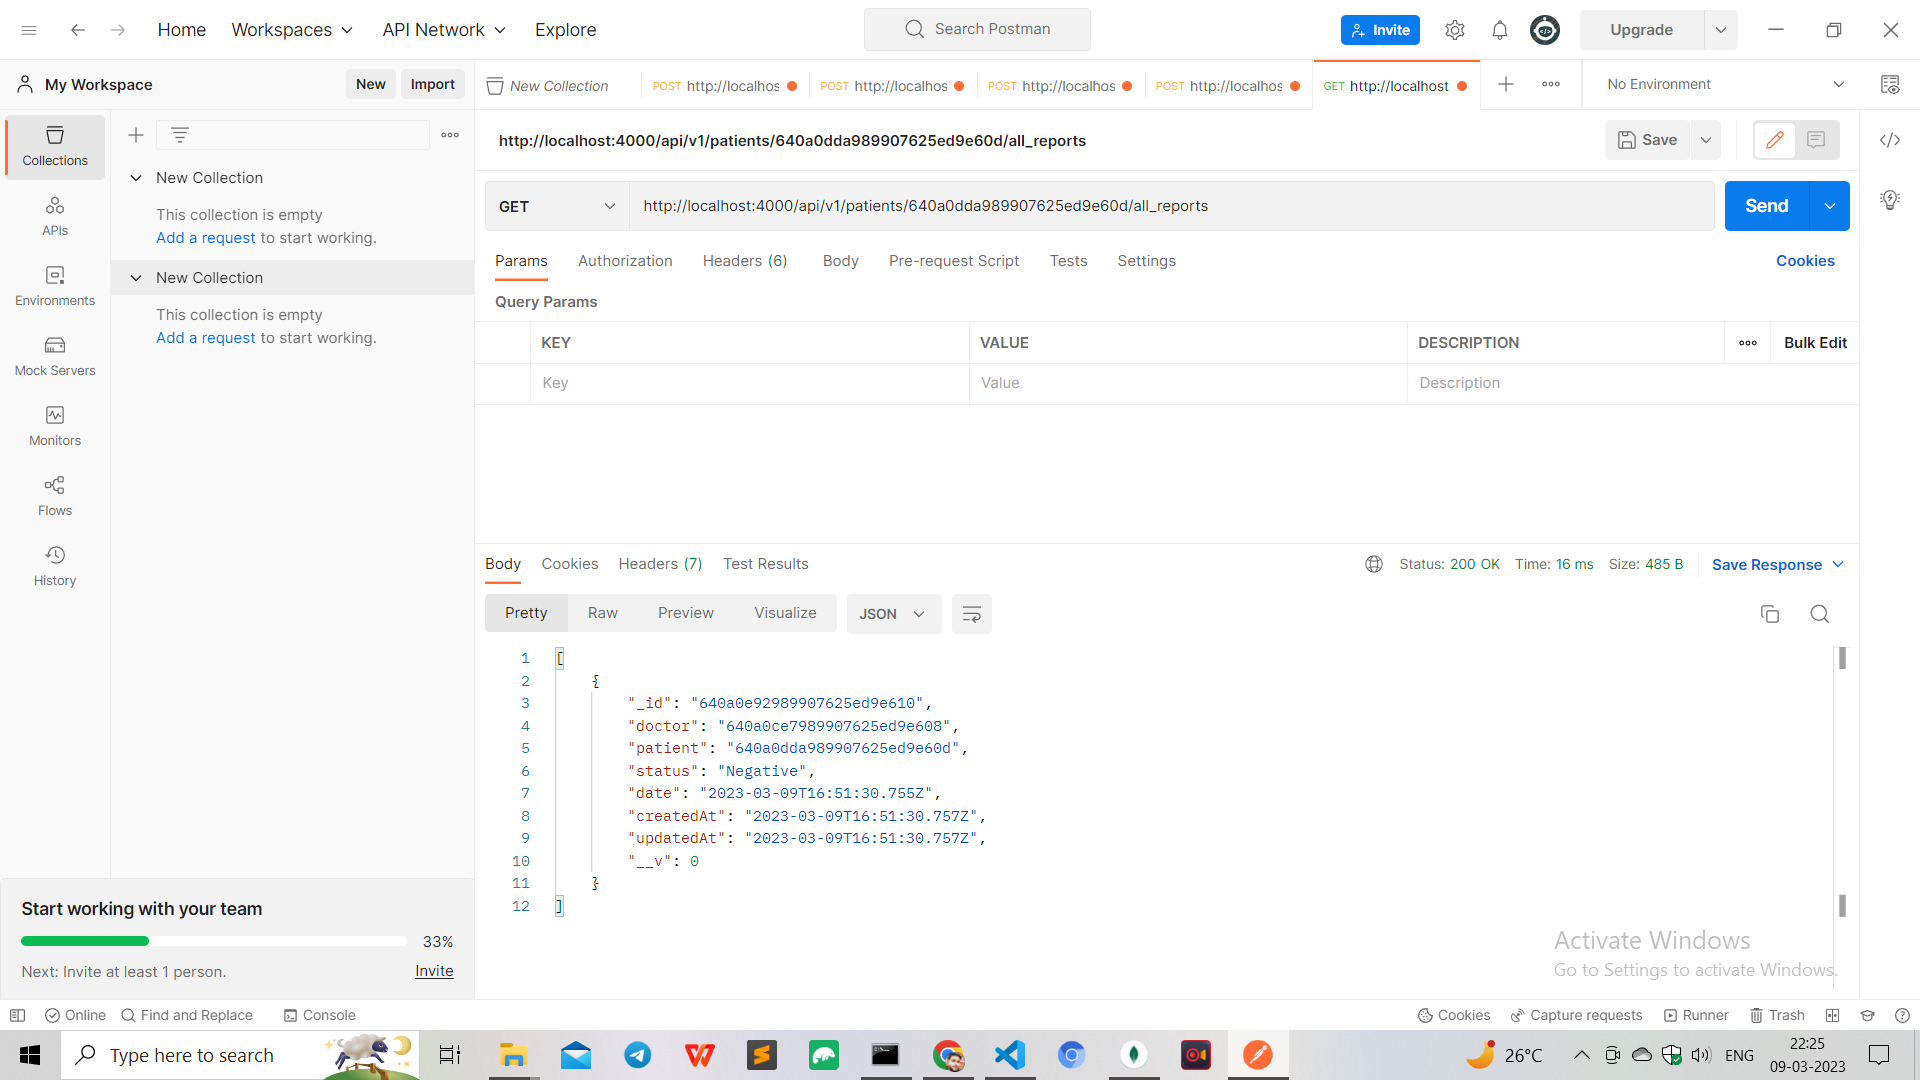 Home Workspaces API Network Explore Search Postman Invite Upgrade
My Workspace New Import
New Collection POST http://localhos POST http://localhos POST http://localhos POST http://localhos GET http://localhost No Environment
Collections
APIs
Environments
Mock Servers
Monitors
Flows
History
New Collection
This collection is empty
Add a request to start working.
New Collection
This collection is empty
Add a request to start working.
http://localhost:4000/api/v1/patients/640a0dda989907625ed9e60d/all_reports Save
GET http://localhost:4000/api/v1/patients/640a0dda989907625ed9e60d/all_reports Send
Params Authorization Headers (6) Body Pre-request Script Tests Settings Cookies
Query Params
KEY VALUE DESCRIPTION Bulk Edit
Key Value Description
Body Cookies Headers (7) Test Results Status: 200 OK Time: 16 ms Size: 485 B Save Response
Pretty Raw Preview Visualize JSON
1 [
2 {
3 "_id": "640a0e92989907625ed9e610",
4 "doctor": "640a0ce7989907625ed9e608",
5 "patient": "640a0dda989907625ed9e60d",
6 "status": "Negative",
7 "date": "2023-03-09T16:51:30.755Z",
8 "createdAt": "2023-03-09T16:51:30.757Z",
9 "updatedAt": "2023-03-09T16:51:30.757Z",
10 "__v": 0
11 }
12 ]
Start working with your team
33%
Next: Invite at least 1 person. Invite
Activate Windows
Go to Settings to activate Windows.
Online Find and Replace Console Cookies Capture requests Runner Trash
Type here to search 26°C ENG 22:25
09-03-2023